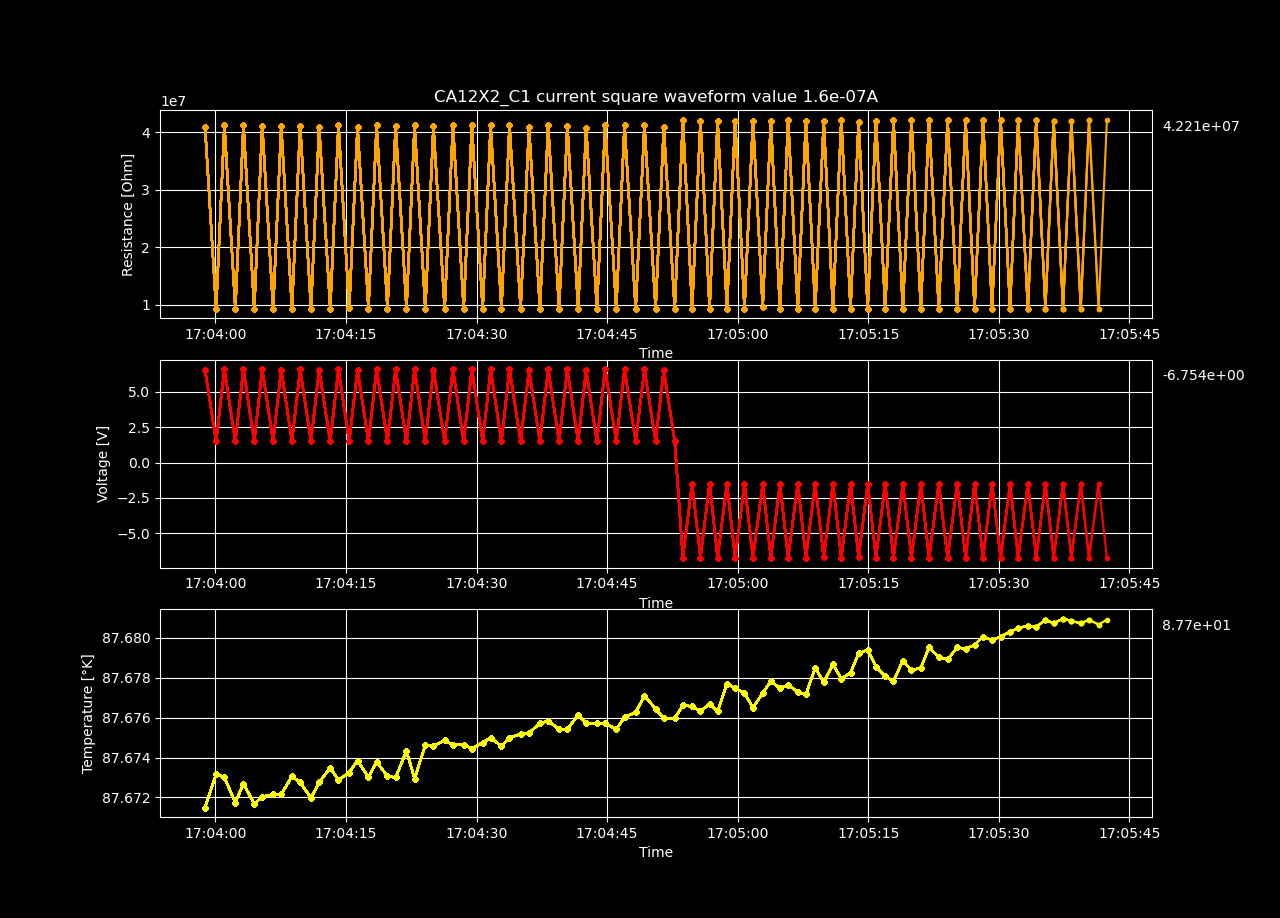 CA12X2_C1 current square waveform value 1.6e-07A
1e7
4.221e+07
4
3
2
1
Resistance [Ohm]
17:04:00 17:04:15 17:04:30 17:04:45 17:05:00 17:05:15 17:05:30 17:05:45
Time
-6.754e+00
5.0
2.5
0.0
−2.5
−5.0
Voltage [V]
17:04:00 17:04:15 17:04:30 17:04:45 17:05:00 17:05:15 17:05:30 17:05:45
Time
8.77e+01
87.680
87.678
87.676
87.674
87.672
Temperature [°K]
17:04:00 17:04:15 17:04:30 17:04:45 17:05:00 17:05:15 17:05:30 17:05:45
Time